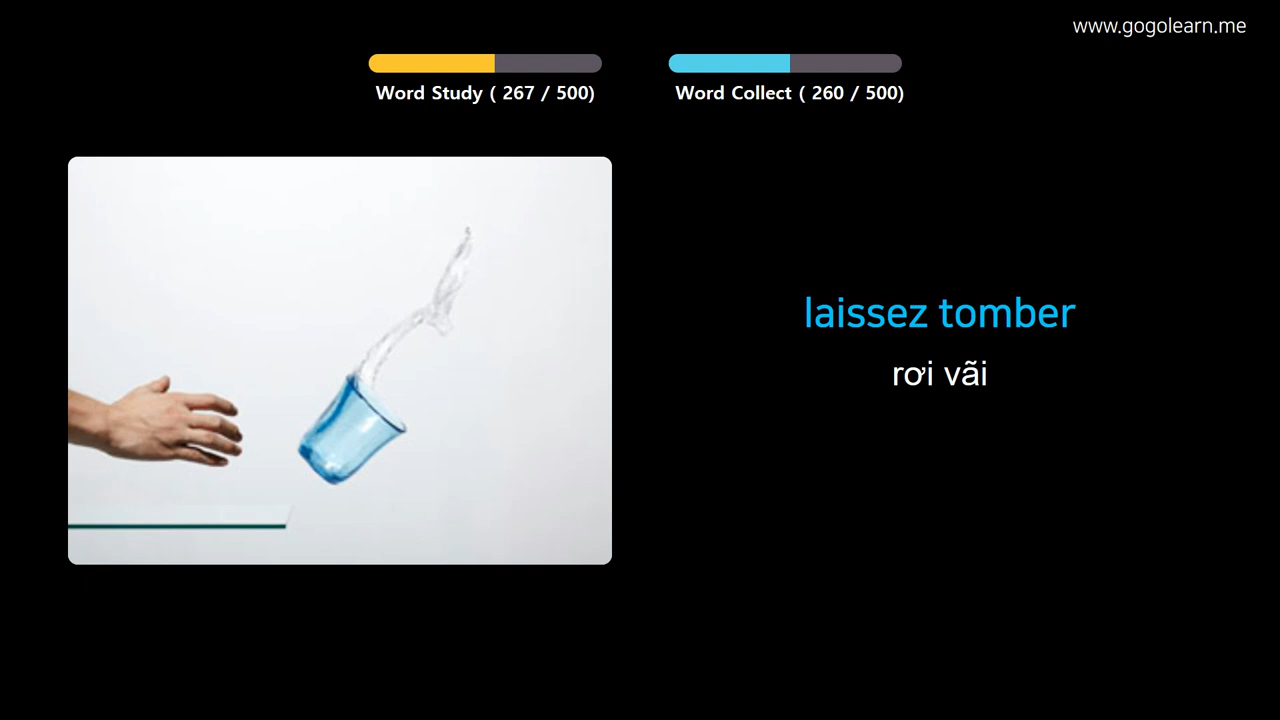 www.gogolearn.me
Word Study ( 267 / 500)
Word Collect ( 260 / 500)
laissez tomber
rơi vãi